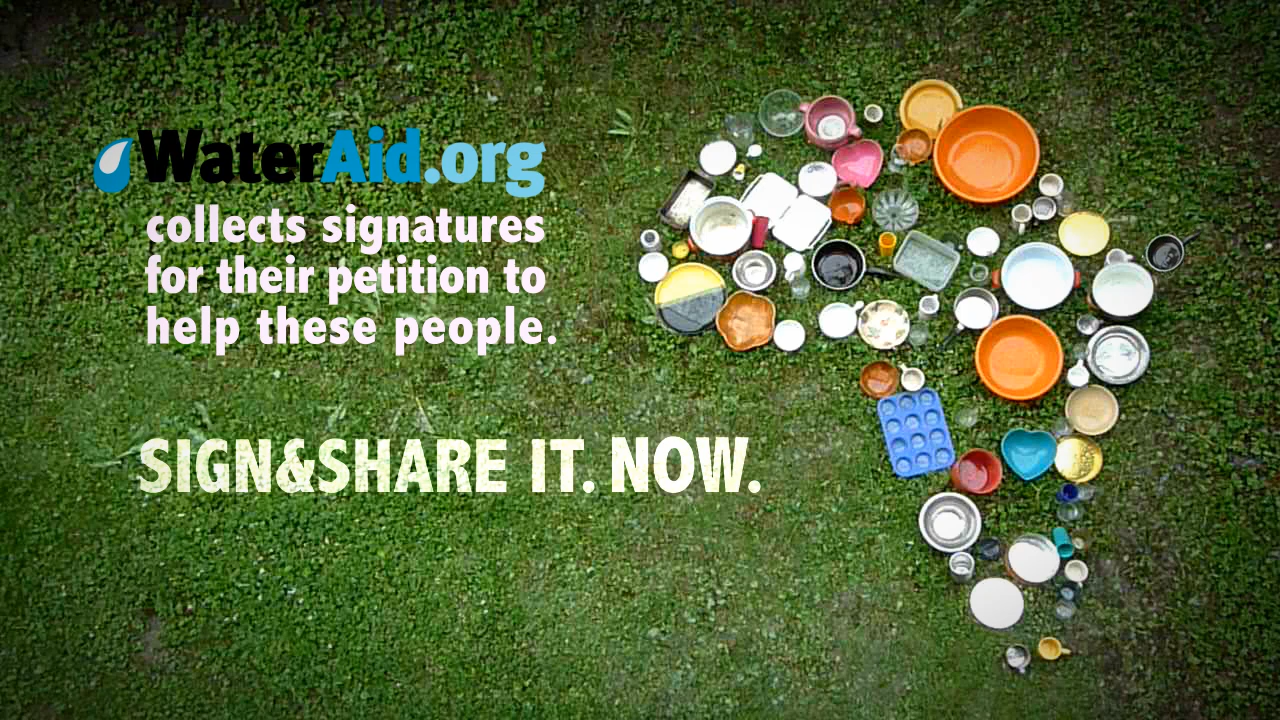 WaterAid.org
collects signatures
for their petition to
help these people.
SIGN&SHARE IT. NOW.